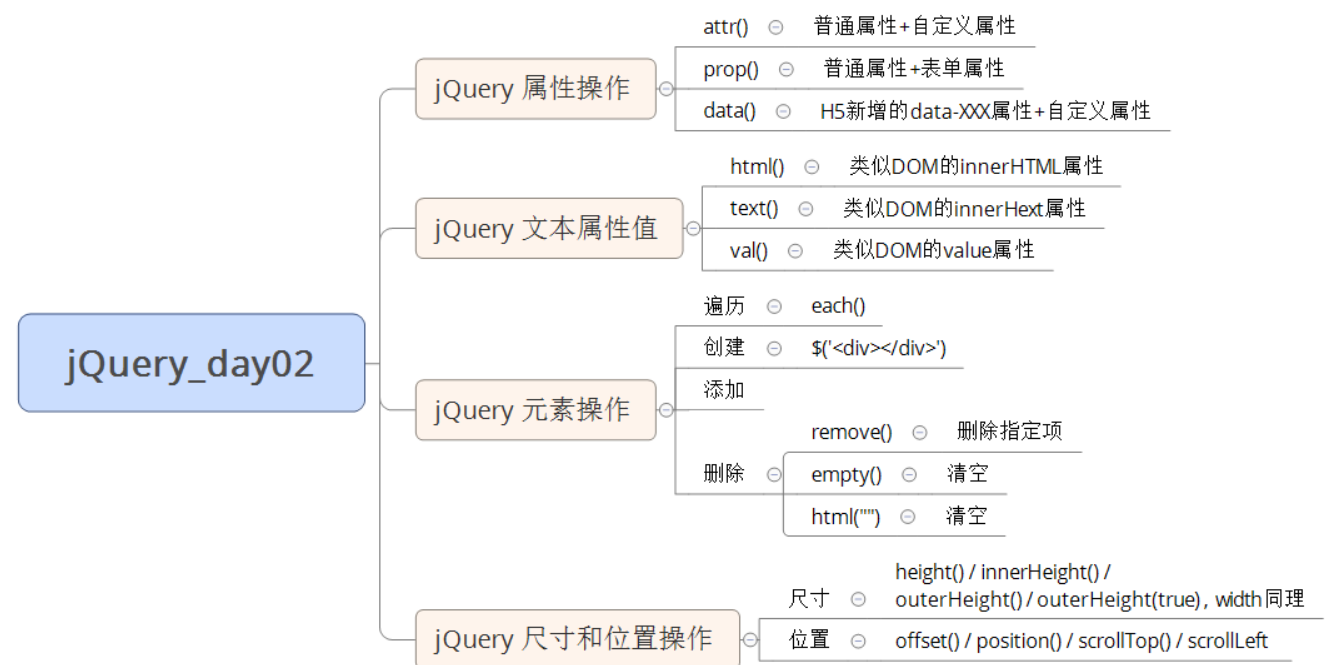 attr() 普通属性+自定义属性
jQuery 属性操作
prop() 普通属性+表单属性
data() H5新增的data-XXX属性+自定义属性
html() 类似DOM的innerHTML属性
jQuery 文本属性值
text() 类似DOM的innerHext属性
val() 类似DOM的value属性
jQuery_day02
遍历 each()
创建 $('<div></div>')
jQuery 元素操作
添加
删除
remove() 删除指定项
empty() 清空
html("") 清空
jQuery 尺寸和位置操作
尺寸
height() / innerHeight() /
outerHeight() / outerHeight(true) , width同理
位置 offset() / position() / scrollTop() / scrollLeft